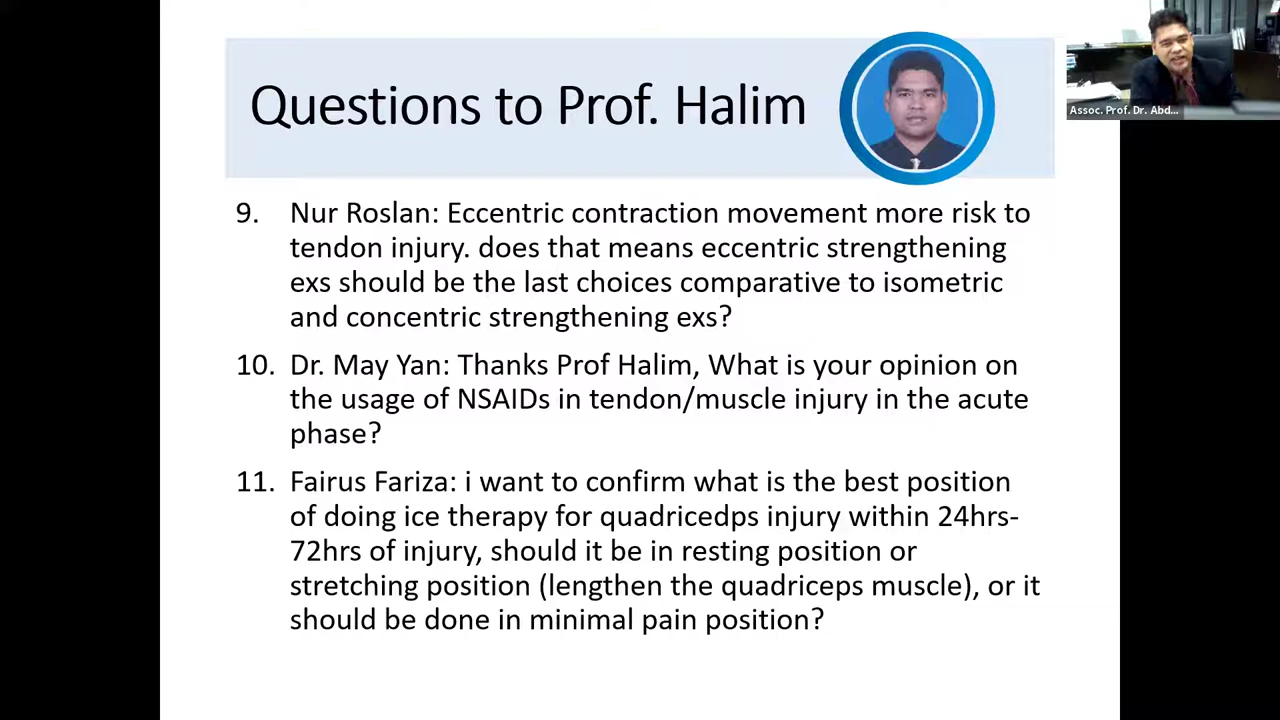 Questions to Prof. Halim
Assoc. Prof. Dr. Abd...
9. Nur Roslan: Eccentric contraction movement more risk to
tendon injury. does that means eccentric strengthening
exs should be the last choices comparative to isometric
and concentric strengthening exs?
10. Dr. May Yan: Thanks Prof Halim, What is your opinion on
the usage of NSAIDs in tendon/muscle injury in the acute
phase?
11. Fairus Fariza: i want to confirm what is the best position
of doing ice therapy for quadricedps injury within 24hrs-
72hrs of injury, should it be in resting position or
stretching position (lengthen the quadriceps muscle), or it
should be done in minimal pain position?